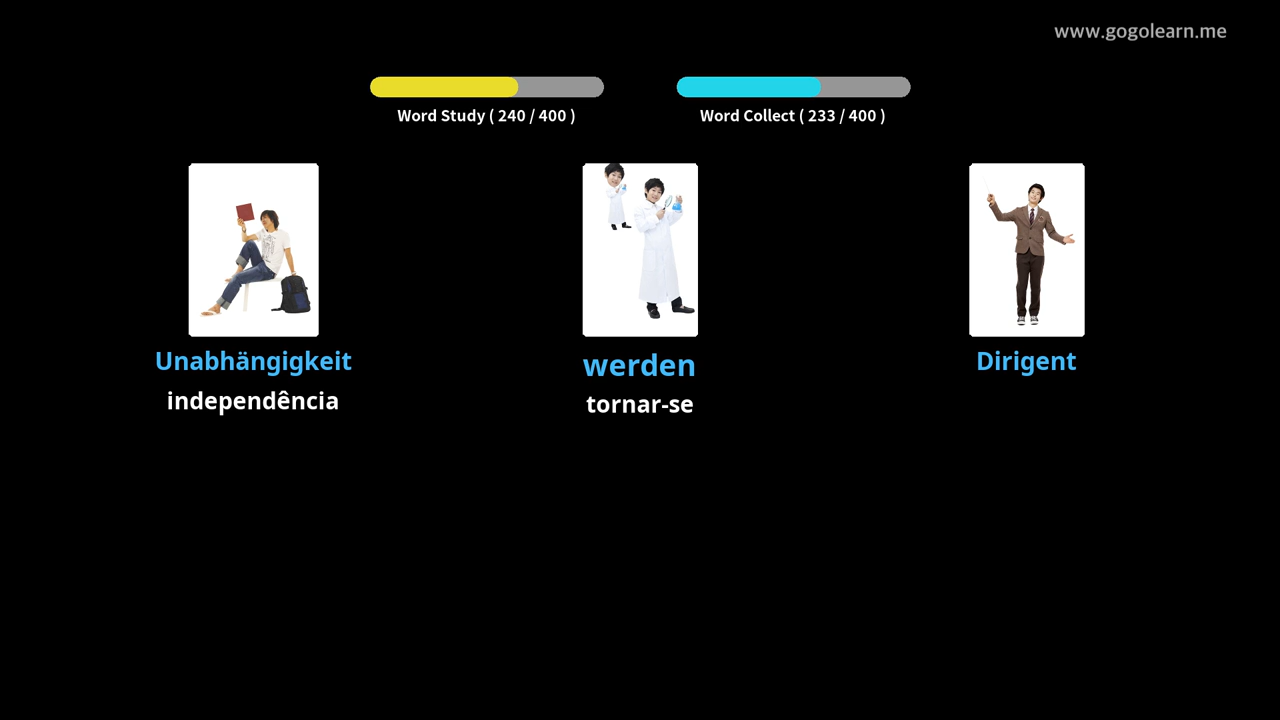 www.gogolearn.me
Word Study ( 240 / 400 )
Word Collect ( 233 / 400 )
Unabhängigkeit
independência
werden
tornar-se
Dirigent